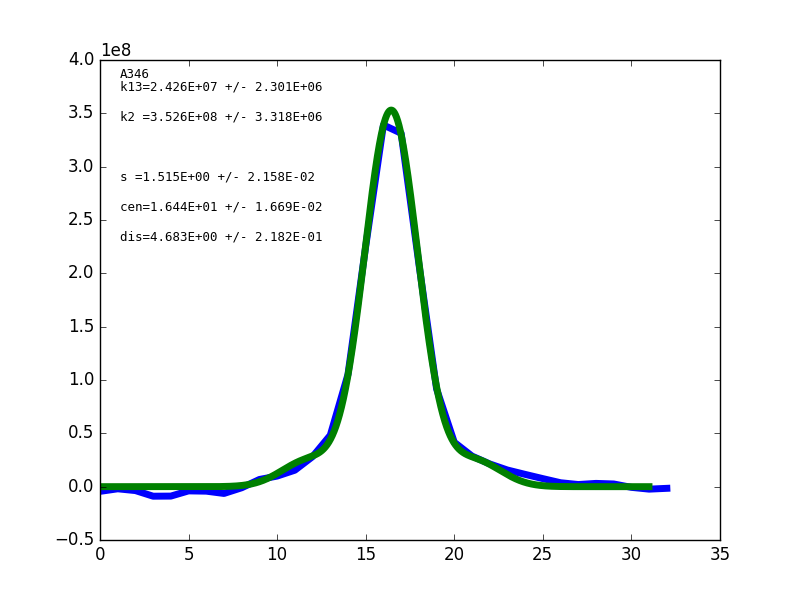 1e8
4.0
3.5
3.0
2.5
2.0
1.5
1.0
0.5
0.0
−0.5
A346
k13=2.426E+07 +/- 2.301E+06
k2 =3.526E+08 +/- 3.318E+06
s =1.515E+00 +/- 2.158E-02
cen=1.644E+01 +/- 1.669E-02
dis=4.683E+00 +/- 2.182E-01
0 5 10 15 20 25 30 35